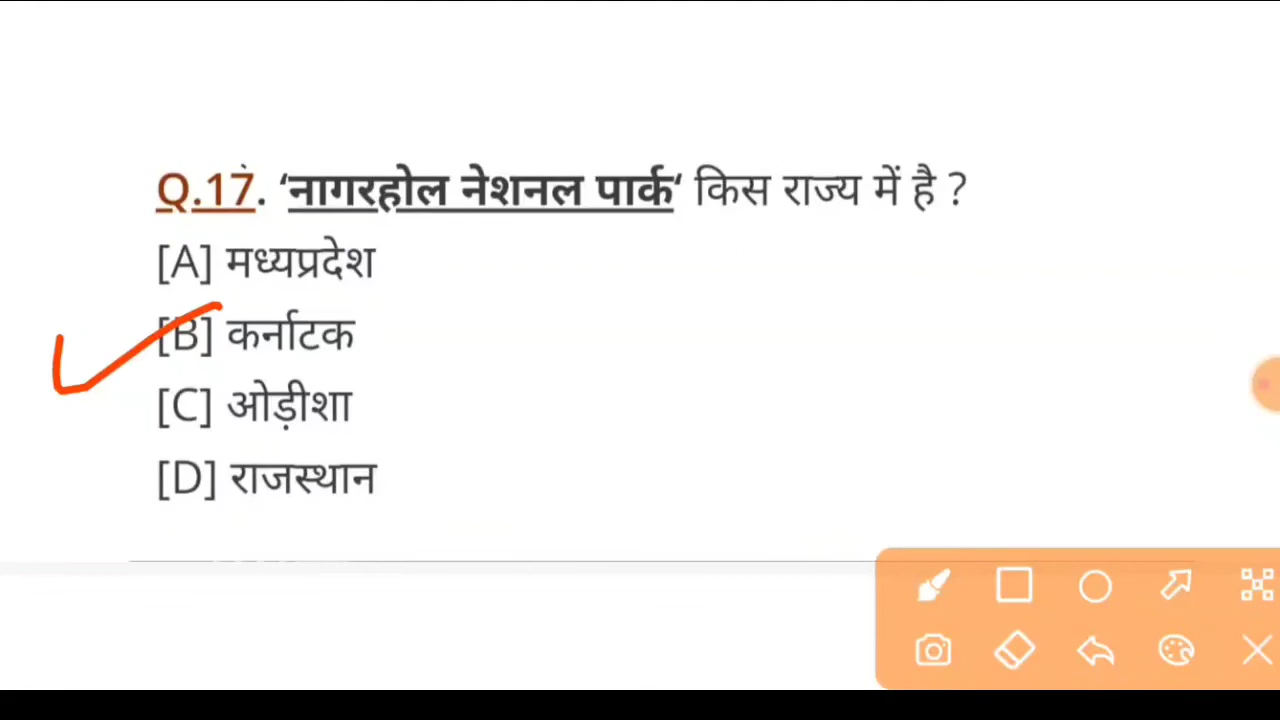 Q.17. ‘नागरहोल नेशनल पार्क‘ किस राज्य में है ?
[A] मध्यप्रदेश
[B] कर्नाटक
[C] ओड़ीशा
[D] राजस्थान